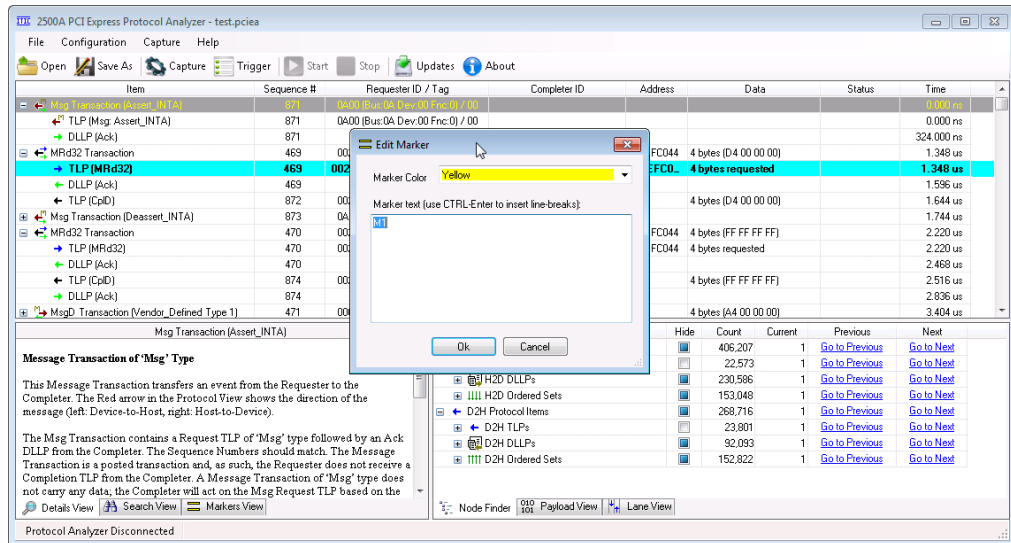 2500A PCI Express Protocol Analyzer - test.pciea
File Configuration Capture Help
Open Save As Capture Trigger Start Stop Updates About
Item Sequence # Requester ID / Tag Completer ID Address Data Status Time
Msg Transaction (Assert_INTA) 871 0A00 (Bus:0A Dev:00 Fnc:0) / 00 0.000 ns
TLP (Msg: Assert_INTA) 871 0A00 (Bus:0A Dev:00 Fnc:0) / 00 0.000 ns
DLLP (Ack) 871 324.000 ns
MRd32 Transaction 469 FC044 4 bytes (D4 00 00 00) 1.348 us
TLP (MRd32) 469 4 bytes requested 1.348 us
DLLP (Ack) 469 1.596 us
TLP (CplD) 872 4 bytes (D4 00 00 00) 1.644 us
Msg Transaction (Deassert_INTA) 873 1.744 us
MRd32 Transaction 470 FC044 4 bytes (FF FF FF FF) 2.220 us
TLP (MRd32) 470 FC044 4 bytes requested 2.220 us
DLLP (Ack) 470 2.468 us
TLP (CplD) 874 4 bytes (FF FF FF FF) 2.516 us
DLLP (Ack) 874 2.836 us
MsgD Transaction (Vendor_Defined Type 1) 471 4 bytes (A4 00 00 00) 3.404 us
Edit Marker
Marker Color Yellow
Marker text (use CTRL-Enter to insert line-breaks):
M1
Ok Cancel
Msg Transaction (Assert_INTA)
Message Transaction of 'Msg' Type
This Message Transaction transfers an event from the Requester to the
Completer. The Red arrow in the Protocol View shows the direction of the
message (left: Device-to-Host, right: Host-to-Device).
The Msg Transaction contains a Request TLP of 'Msg' type followed by an Ack
DLLP from the Completer. The Sequence Numbers should match. The Message
Transaction is a posted transaction and, as such, the Requester does not receive a
Completion TLP from the Completer. A Message Transaction of 'Msg' type does
not carry any data; the Completer will act on the Msg Request TLP based on the
Details View Search View Markers View
Hide Count Current Previous Next
406,207 1 Go to Previous Go to Next
22,573 1 Go to Previous Go to Next
H2D DLLPs 230,586 1 Go to Previous Go to Next
H2D Ordered Sets 153,048 1 Go to Previous Go to Next
D2H Protocol Items 268,716 1 Go to Previous Go to Next
D2H TLPs 23,801 1 Go to Previous Go to Next
D2H DLLPs 92,093 1 Go to Previous Go to Next
D2H Ordered Sets 152,822 1 Go to Previous Go to Next
Node Finder Payload View Lane View
Protocol Analyzer Disconnected